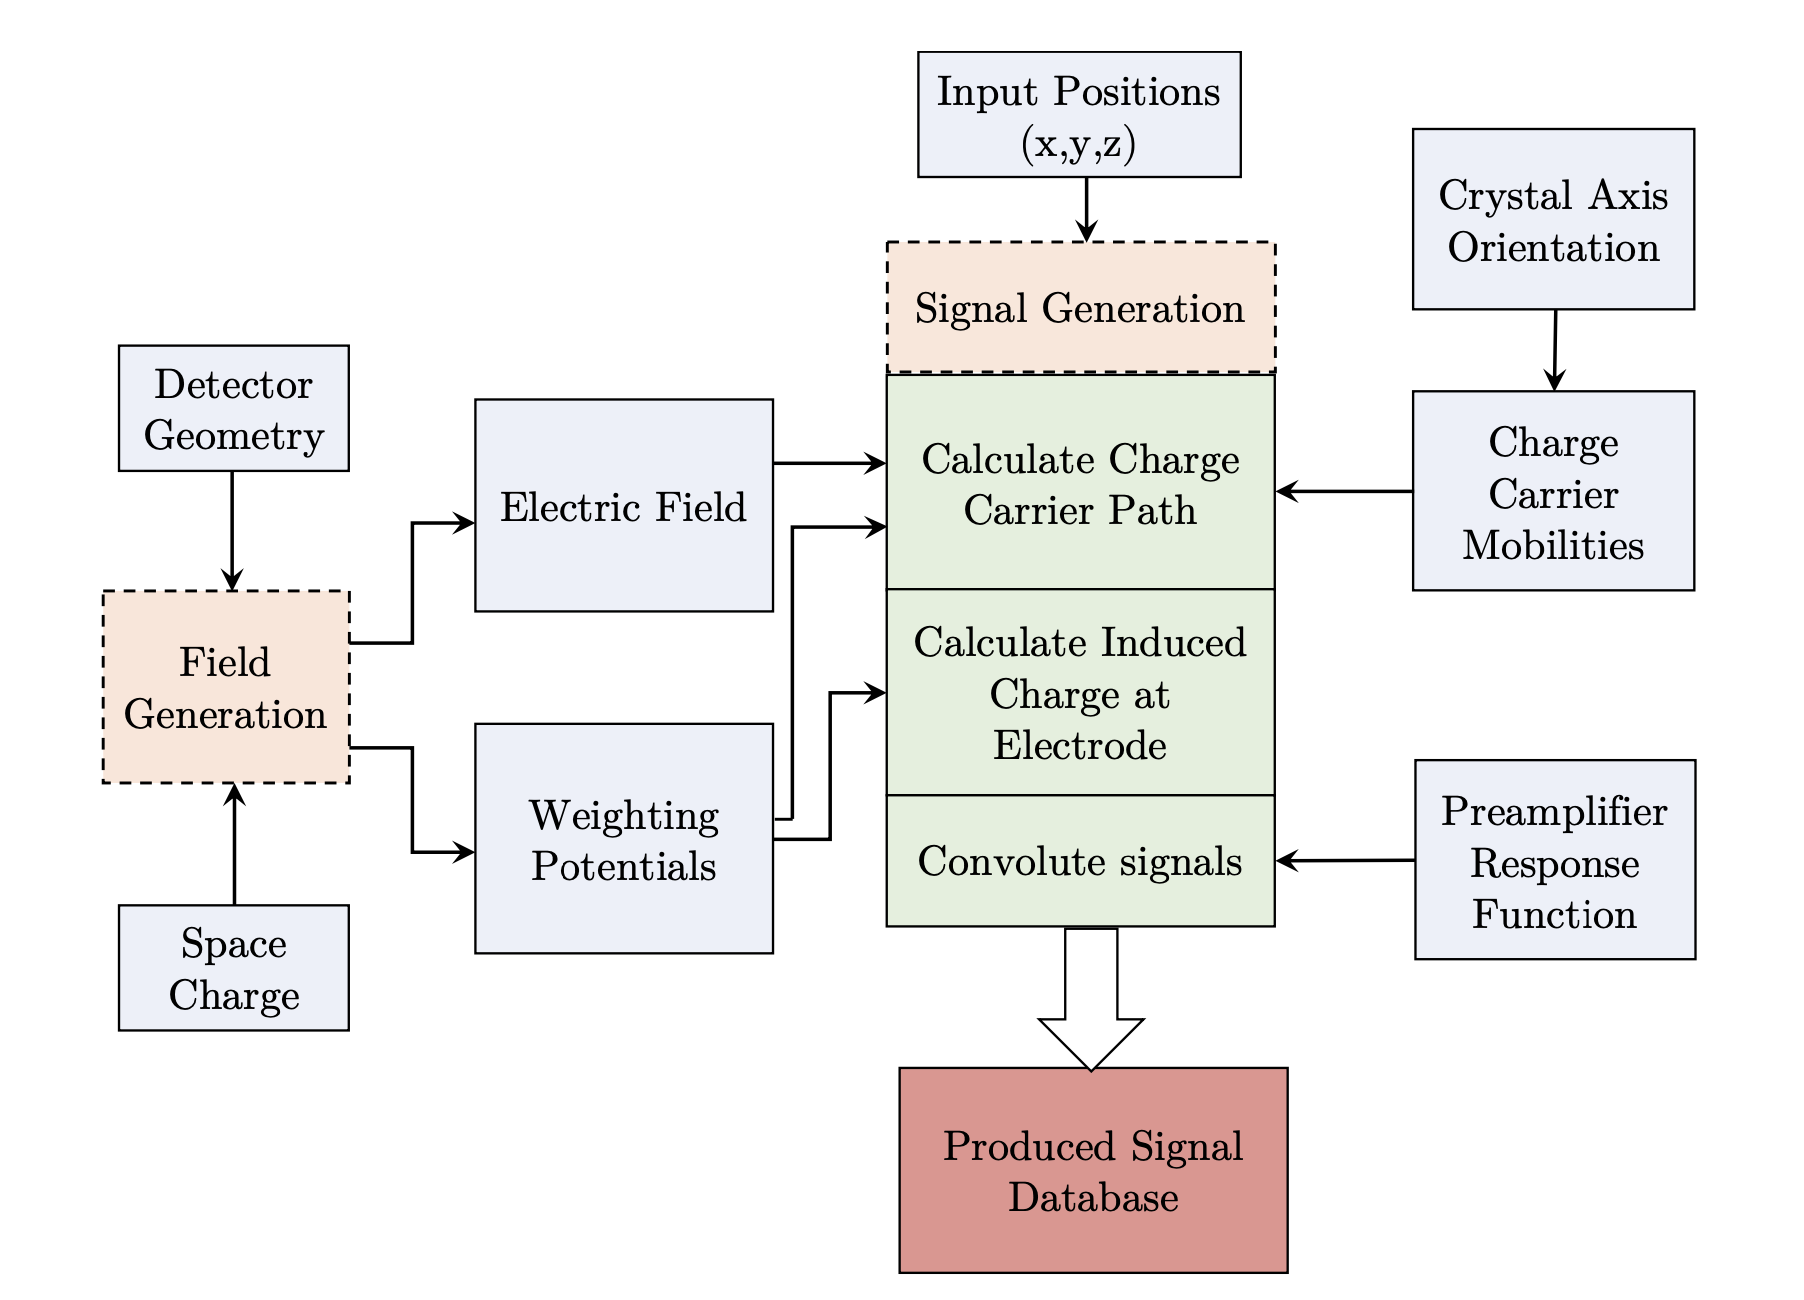 Input Positions
(x,y,z)
Crystal Axis
Orientation
Signal Generation
Detector
Geometry
Electric Field
Calculate Charge
Carrier Path
Charge
Carrier
Mobilities
Field
Generation
Calculate Induced
Charge at
Electrode
Weighting
Potentials
Convolute signals
Preamplifier
Response
Function
Space
Charge
Produced Signal
Database